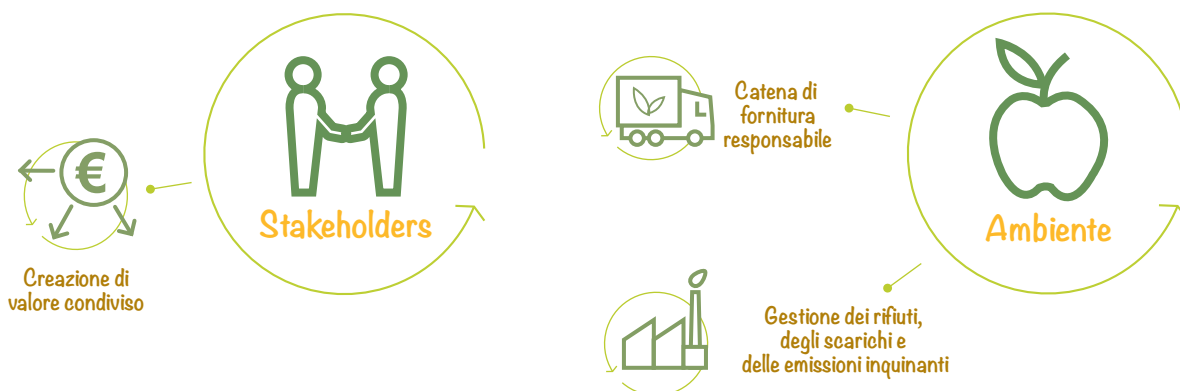 €
Stakeholders
Creazione di
valore condiviso
Catena di
fornitura
responsabile
Ambiente
Gestione dei rifiuti,
degli scarichi e
delle emissioni inquinanti